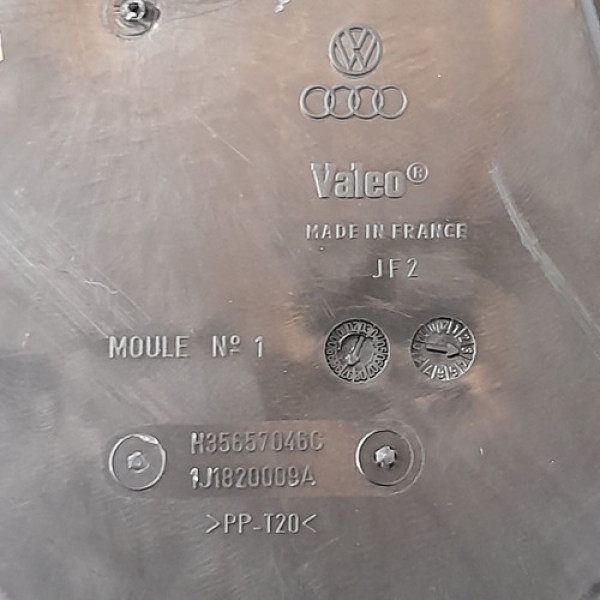 Valeo®
MADE IN FRANCE
JF2
MOULE Nº 1
H35657046C
1J1820009A
>PP-T20<